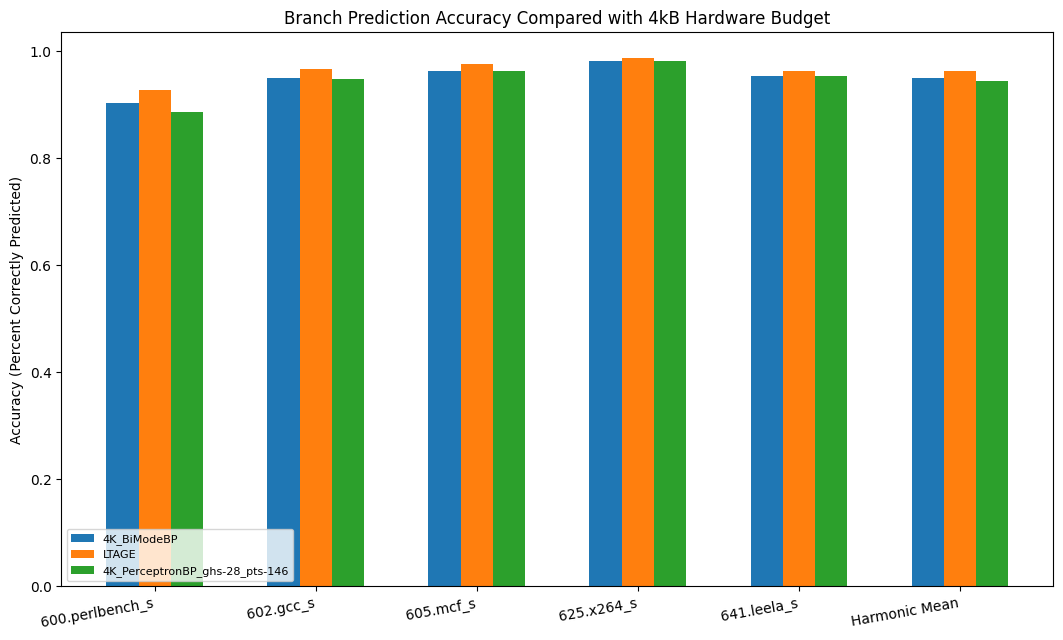 Branch Prediction Accuracy Compared with 4kB Hardware Budget
Accuracy (Percent Correctly Predicted)
1.0
0.8
0.6
0.4
0.2
0.0
4K_BiModeBP
LTAGE
4K_PerceptronBP_ghs-28_pts-146
600.perlbench_s
602.gcc_s
605.mcf_s
625.x264_s
641.leela_s
Harmonic Mean